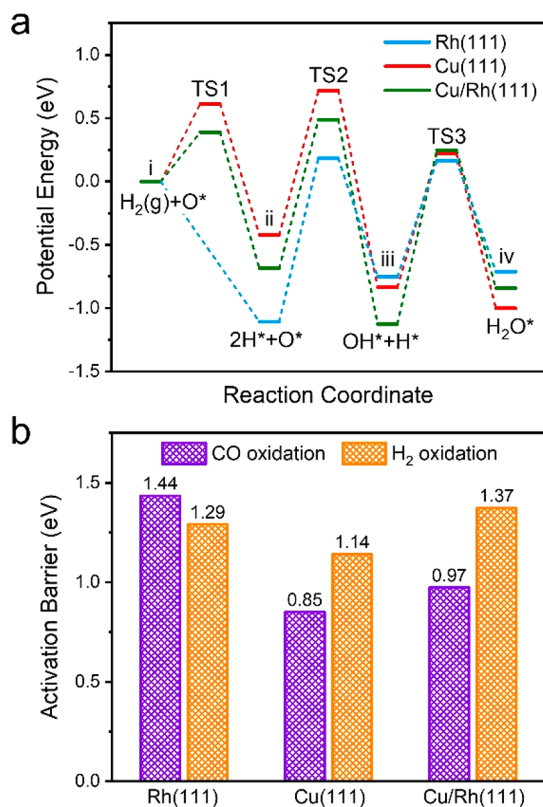 a
Rh(111)
Cu(111)
Cu/Rh(111)
Potential Energy (eV)
1.0
0.5
0.0
-0.5
-1.0
-1.5
TS1
TS2
TS3
i
H₂(g)+O*
ii
iii
iv
2H*+O*
OH*+H*
H₂O*
Reaction Coordinate
b
CO oxidation
H₂ oxidation
Activation Barrier (eV)
1.5
1.0
0.5
0.0
1.44
1.29
0.85
1.14
0.97
1.37
Rh(111)
Cu(111)
Cu/Rh(111)